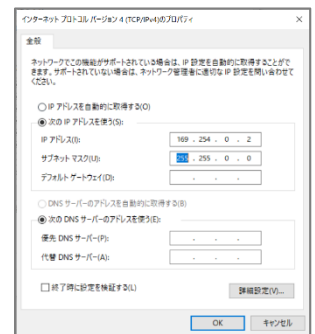 インターネット プロトコル バージョン 4 (TCP/IPv4)のプロパティ
全般
ネットワークでこの機能がサポートされている場合は、IP 設定を自動的に取得することがで
きます。サポートされていない場合は、ネットワーク管理者に適切な IP 設定を問い合わせて
ください。
IP アドレスを自動的に取得する(O)
次の IP アドレスを使う(S):
IP アドレス(I): 169 . 254 . 0 . 2
サブネット マスク(U): 255 . 255 . 0 . 0
デフォルト ゲートウェイ(D): . . .
DNS サーバーのアドレスを自動的に取得する(B)
次の DNS サーバーのアドレスを使う(E):
優先 DNS サーバー(P): . . .
代替 DNS サーバー(A): . . .
終了時に設定を検証する(L)
詳細設定(V)...
OK キャンセル